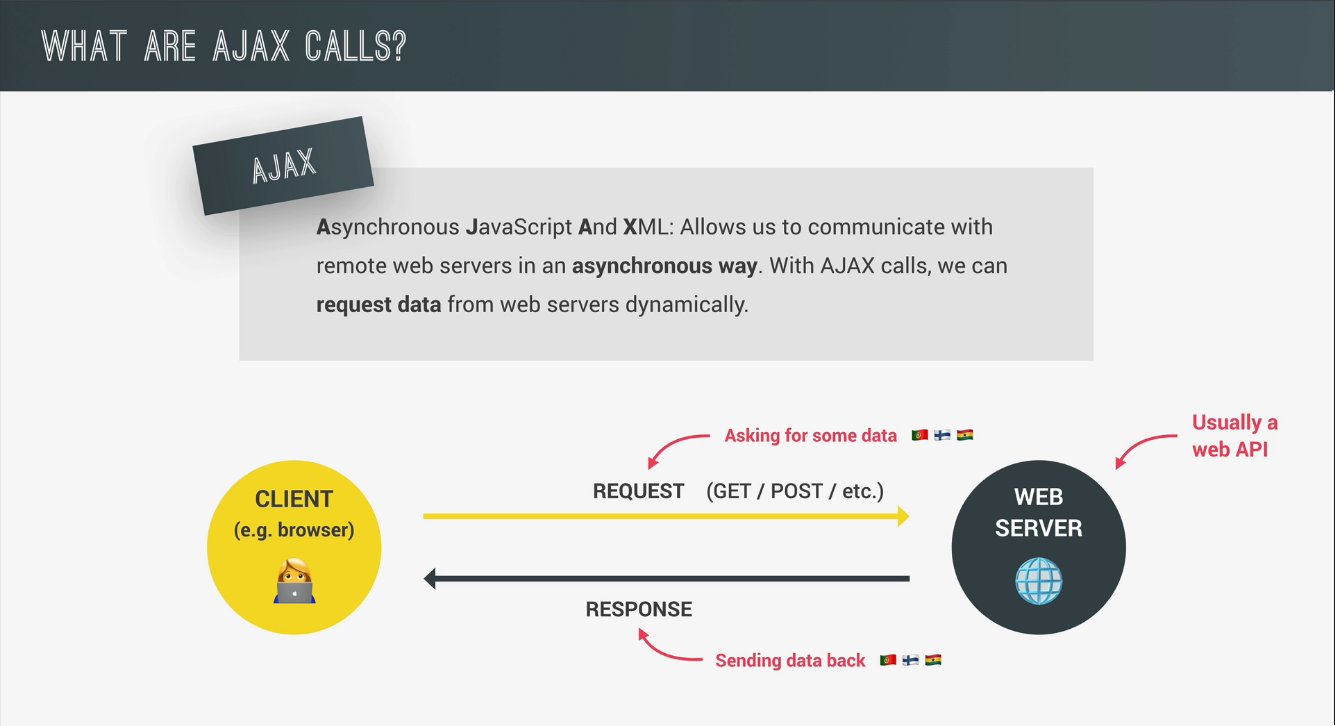 WHAT ARE AJAX CALLS?
AJAX
Asynchronous JavaScript And XML: Allows us to communicate with
remote web servers in an asynchronous way. With AJAX calls, we can
request data from web servers dynamically.
Usually a
web API
Asking for some data
REQUEST (GET / POST / etc.)
CLIENT
(e.g. browser)
WEB
SERVER
RESPONSE
Sending data back